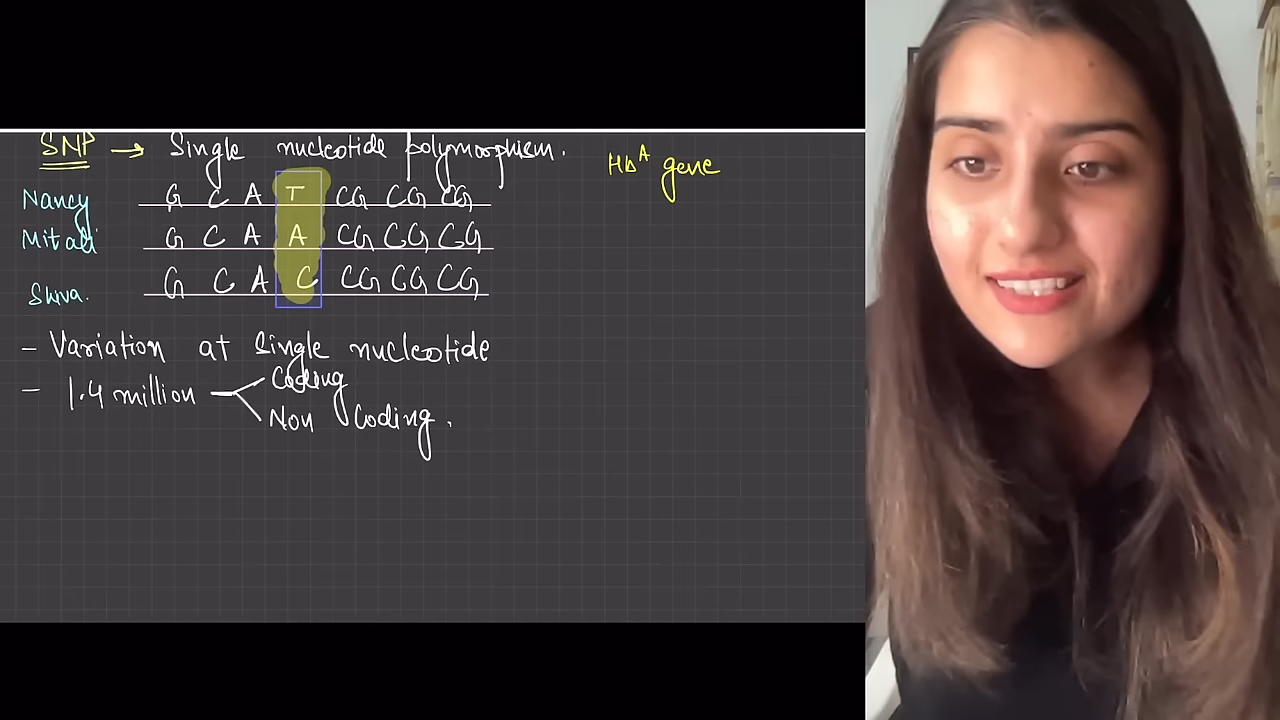 SNP → Single nucleotide polymorphism.
HbA gene
Nancy G C A T CG CG CG
Mitali G C A A CG CG CG
Shiva. G C A C CG CG CG
- Variation at Single nucleotide
- 1.4 million
Coding
Non Coding.